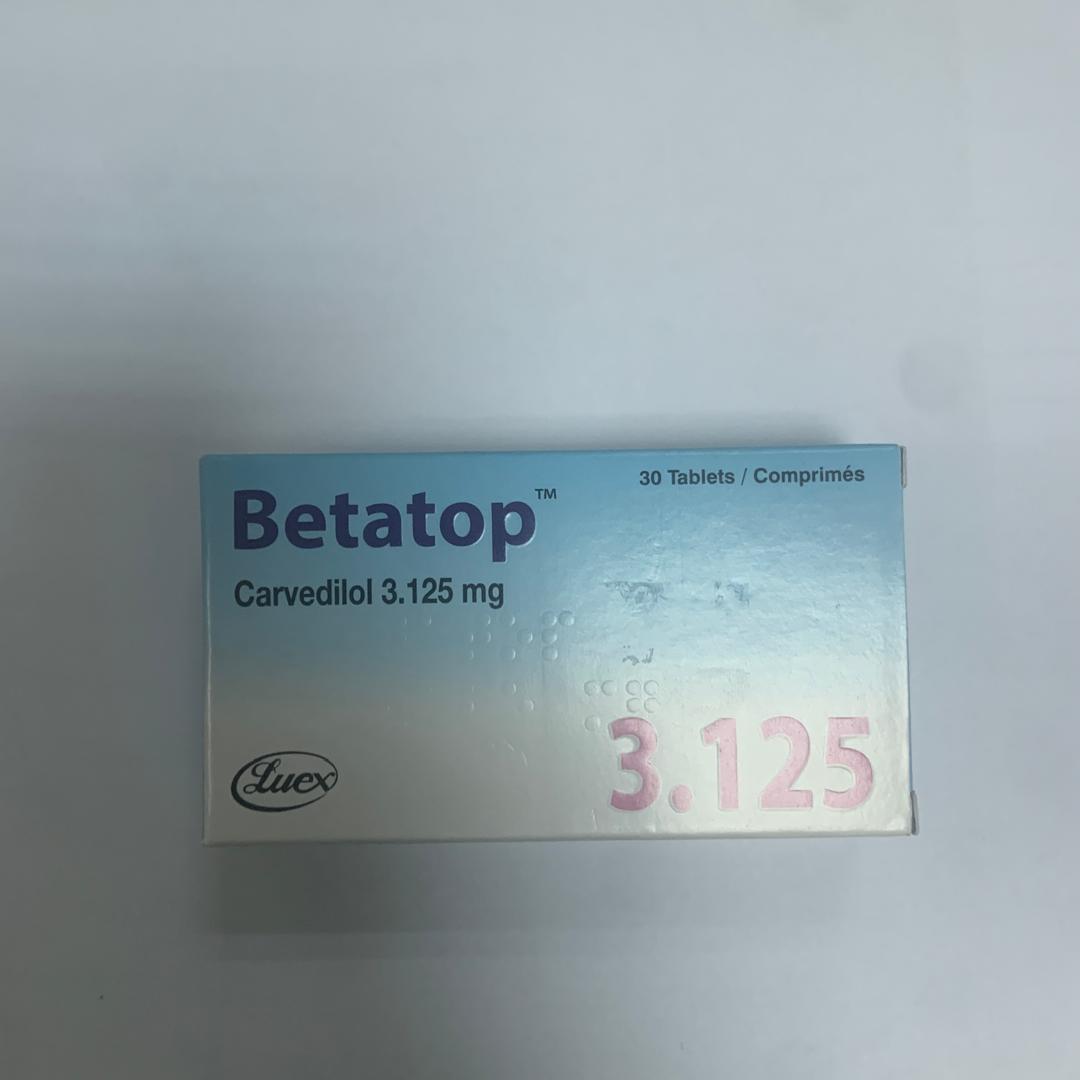 Betatop™
30 Tablets / Comprimés
Carvedilol 3.125 mg
3.125
Luex